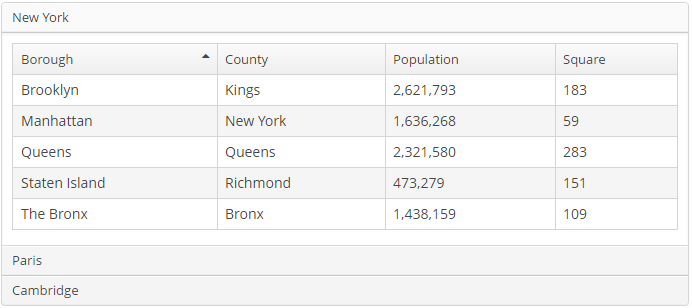 New York
Borough County Population Square
Brooklyn Kings 2,621,793 183
Manhattan New York 1,636,268 59
Queens Queens 2,321,580 283
Staten Island Richmond 473,279 151
The Bronx Bronx 1,438,159 109
Paris
Cambridge